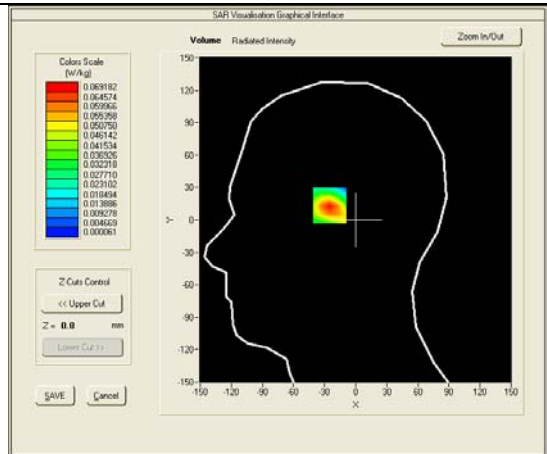 SAR Visualisation Graphical Interface
Volume Radiated Intensity
Zoom In/Out
Colors Scale
(W/kg)
0.069182
0.064574
0.059966
0.055358
0.050750
0.046142
0.041534
0.036926
0.032318
0.027710
0.023102
0.018494
0.013886
0.009278
0.004669
0.000061
Z Cuts Control
<< Upper Cut
Z = 0.0 mm
Lower Cut >>
SAVE Cancel
150
120
90
60
30
0
-30
-60
-90
-120
-150
Y
-150 -120 -90 -60 -30 0 30 60 90 120 150
X